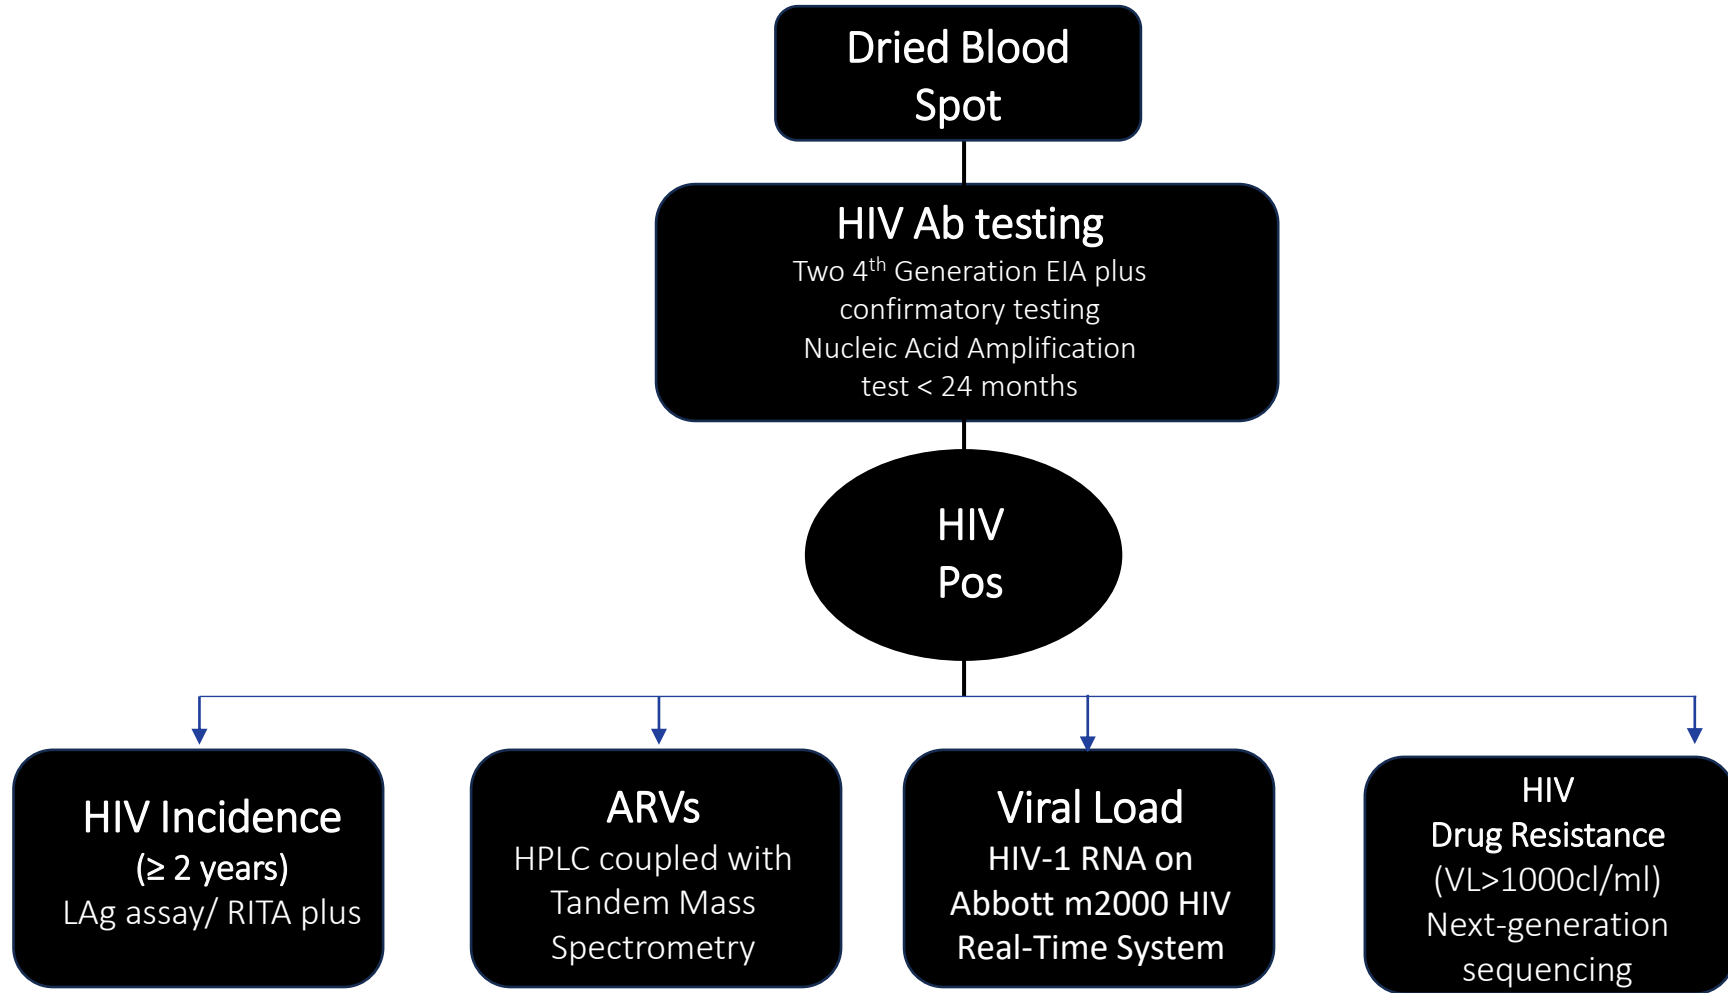 Dried Blood
Spot
HIV Ab testing
Two 4th Generation EIA plus
confirmatory testing
Nucleic Acid Amplification
test < 24 months
HIV
Pos
HIV Incidence
(≥ 2 years)
LAg assay/ RITA plus
ARVs
HPLC coupled with
Tandem Mass
Spectrometry
Viral Load
HIV-1 RNA on
Abbott m2000 HIV
Real-Time System
HIV
Drug Resistance
(VL>1000cl/ml)
Next-generation
sequencing